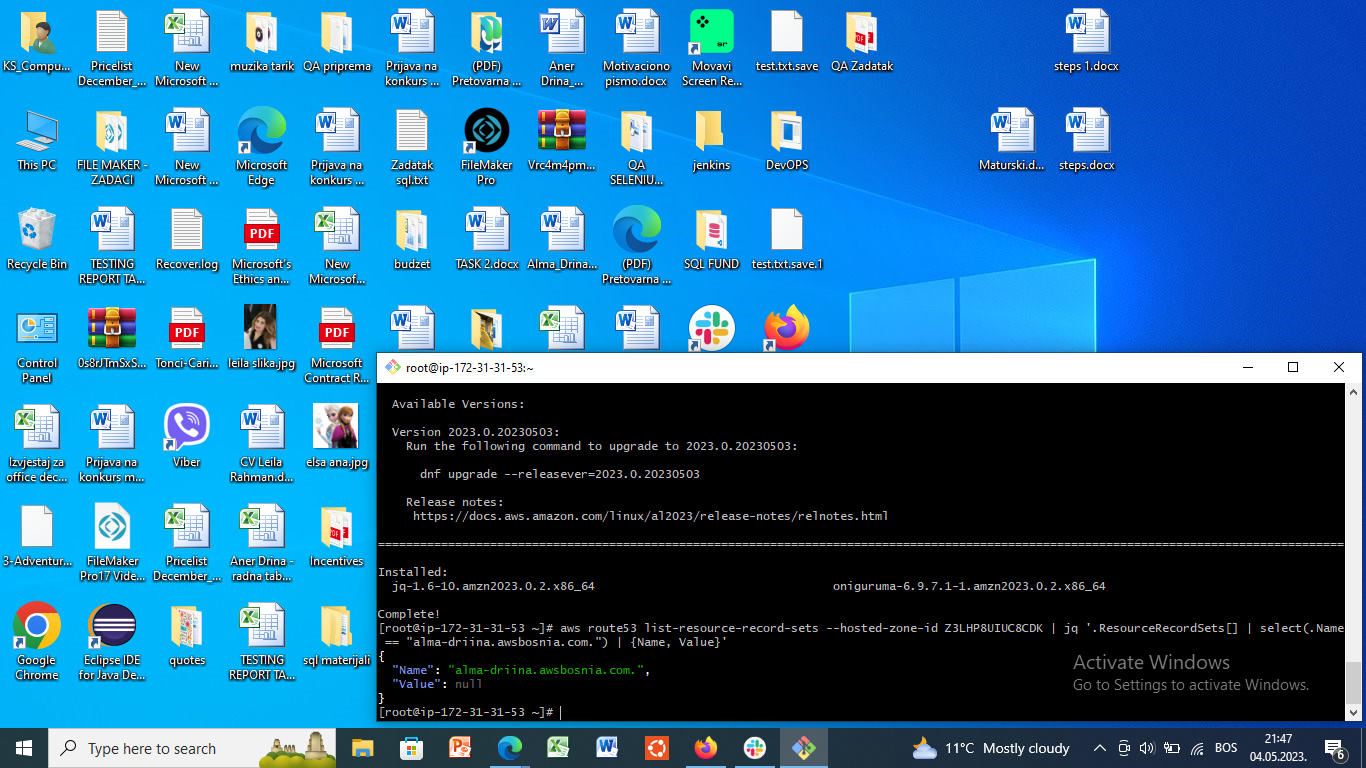 KS_Compu...
Pricelist
December_...
New
Microsoft ...
muzika tarik
QA priprema
Prijava na
konkurs ...
(PDF)
Pretovarna ...
Aner
Drina_...
Motivaciono
pismo.docx
Movavi
Screen Re...
test.txt.save
QA Zadatak
steps 1.docx
This PC
FILE MAKER -
ZADACI
New
Microsoft ...
Microsoft
Edge
Prijava na
konkurs ...
Zadatak
sql.txt
FileMaker
Pro
Vrc4m4pm...
QA
SELENIU...
jenkins
DevOPS
Maturski.d...
steps.docx
Recycle Bin
TESTING
REPORT TA...
Recover.log
PDF
Microsoft's
Ethics an...
New
Microsof...
budzet
TASK 2.docx
Alma_Drina...
(PDF)
Pretovarna ...
SQL FUND
test.txt.save.1
Control
Panel
0s8rJTmSxS...
PDF
Tonci-Cari...
leila slika.jpg
PDF
Microsoft
Contract R...
Izvjestaj za
office dec...
Prijava na
konkurs m...
Viber
CV Leila
Rahman.d...
elsa ana.jpg
3-Adventur...
FileMaker
Pro17 Vide...
Pricelist
December_...
Aner Drina -
radna tab...
Incentives
Google
Chrome
Eclipse IDE
for Java De...
quotes
TESTING
REPORT TA...
sql materijali
root@ip-172-31-31-53:~
Available Versions:
Version 2023.0.20230503:
Run the following command to upgrade to 2023.0.20230503:
dnf upgrade --releasever=2023.0.20230503
Release notes:
https://docs.aws.amazon.com/linux/al2023/release-notes/relnotes.html
Installed:
jq-1.6-10.amzn2023.0.2.x86_64 oniguruma-6.9.7.1-1.amzn2023.0.2.x86_64
Complete!
[root@ip-172-31-31-53 ~]# aws route53 list-resource-record-sets --hosted-zone-id Z3LHP8UIUC8CDK | jq '.ResourceRecordSets[] | select(.Name
== "alma-driina.awsbosnia.com.") | {Name, Value}'
{
"Name": "alma-driina.awsbosnia.com.",
"Value": null
}
[root@ip-172-31-31-53 ~]#
Activate Windows
Go to Settings to activate Windows.
Type here to search
11°C Mostly cloudy
BOS
21:47
04.05.2023.
6